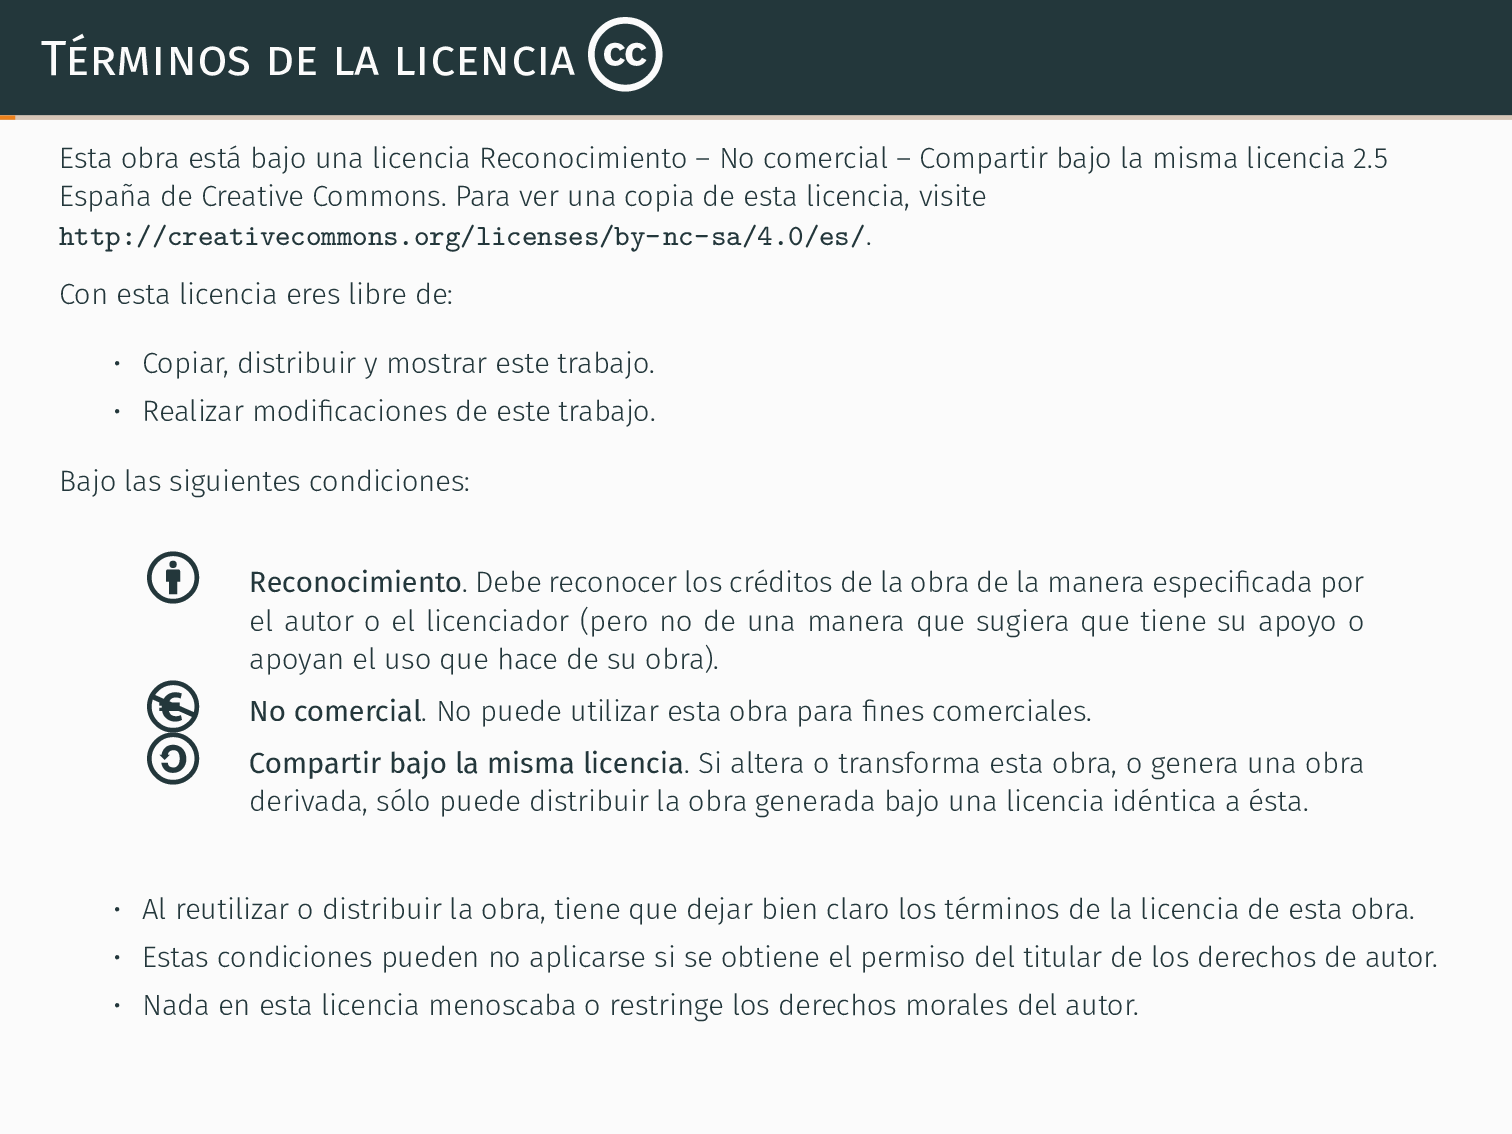 Términos de la licencia cc
Esta obra está bajo una licencia Reconocimiento – No comercial – Compartir bajo la misma licencia 2.5
España de Creative Commons. Para ver una copia de esta licencia, visite
http://creativecommons.org/licenses/by-nc-sa/4.0/es/.
Con esta licencia eres libre de:
• Copiar, distribuir y mostrar este trabajo.
• Realizar modificaciones de este trabajo.
Bajo las siguientes condiciones:
Reconocimiento. Debe reconocer los créditos de la obra de la manera especificada por
el autor o el licenciador (pero no de una manera que sugiera que tiene su apoyo o
apoyan el uso que hace de su obra).
No comercial. No puede utilizar esta obra para fines comerciales.
Compartir bajo la misma licencia. Si altera o transforma esta obra, o genera una obra
derivada, sólo puede distribuir la obra generada bajo una licencia idéntica a ésta.
• Al reutilizar o distribuir la obra, tiene que dejar bien claro los términos de la licencia de esta obra.
• Estas condiciones pueden no aplicarse si se obtiene el permiso del titular de los derechos de autor.
• Nada en esta licencia menoscaba o restringe los derechos morales del autor.